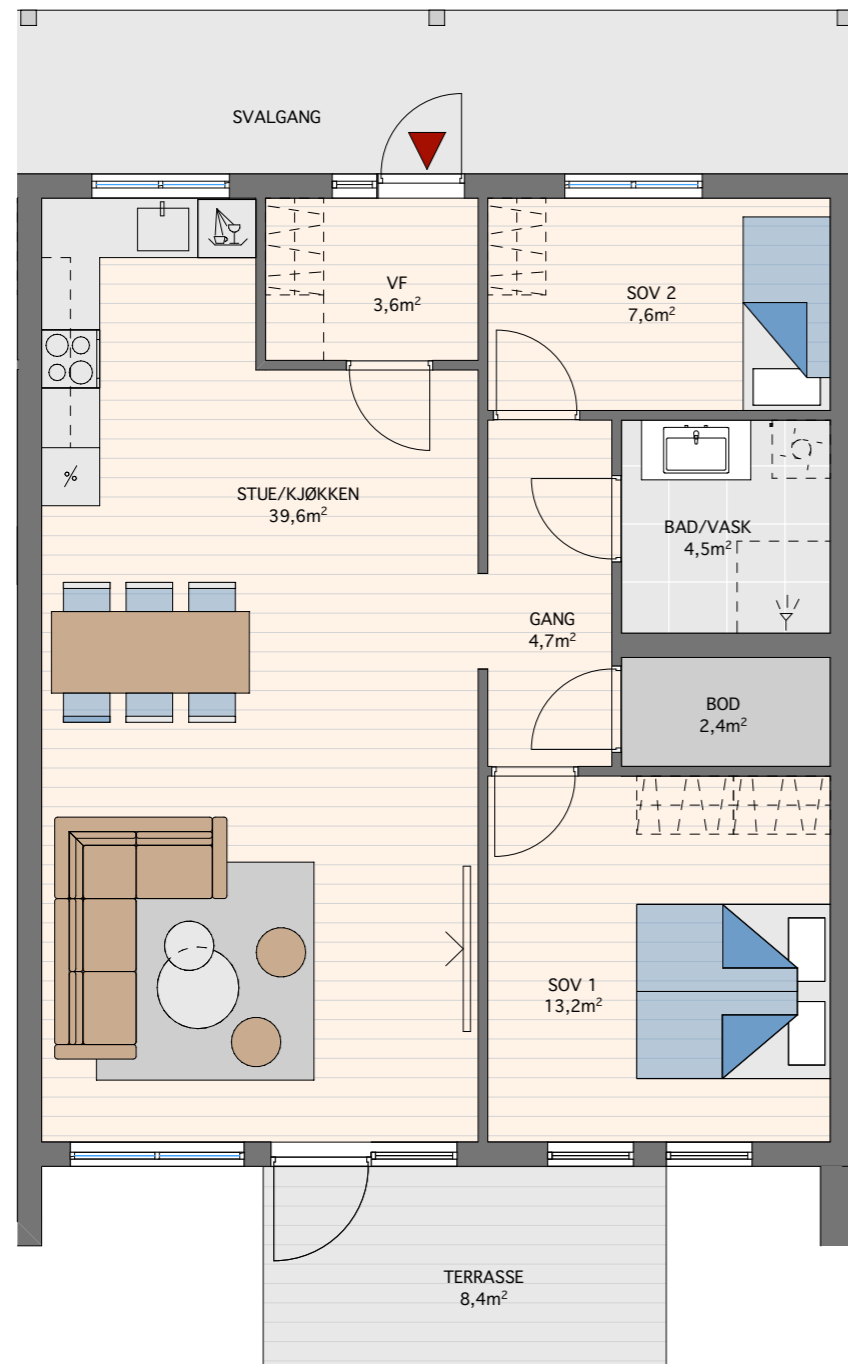 SVALGANG
VF
3,6m²
SOV 2
7,6m²
STUE/KJØKKEN
39,6m²
BAD/VASK
4,5m²
GANG
4,7m²
BOD
2,4m²
SOV 1
13,2m²
TERRASSE
8,4m²